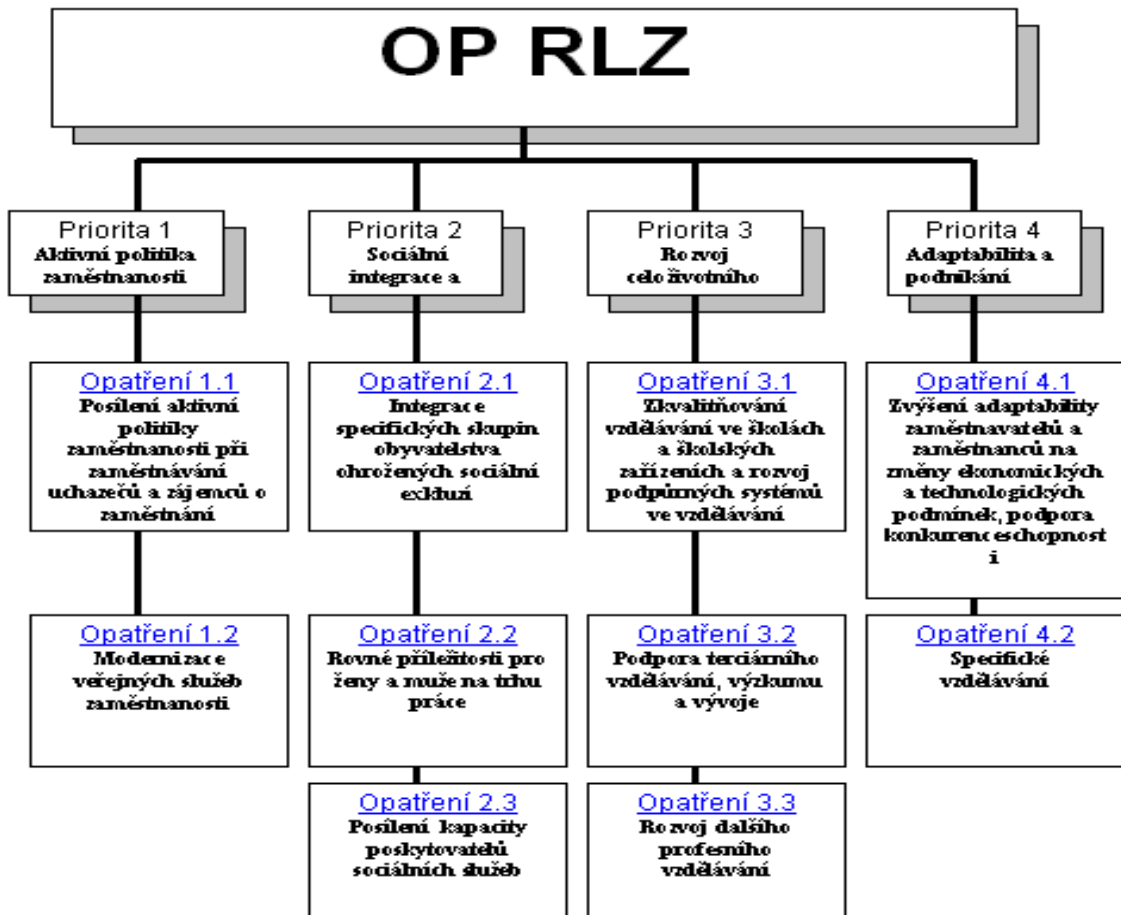 OP RLZ
Priorita 1
Aktivní politika
zaměstnanosti
Priorita 2
Sociální
integrace a
Priorita 3
Rozvoj
celoživotního
Priorita 4
Adaptabilita a
podnikání
Opatření 1.1
Posílení aktivní
politiky
zaměstnanosti při
zaměstnávání
uchazečů a zájemců o
zaměstnání
Opatření 2.1
Integrace
specifických skupin
obyvatelstva
ohrožených sociální
exkluzí
Opatření 3.1
Zkvalitňování
vzdělávání ve školách
a školských
zařízeních a rozvoj
podpůrných systémů
ve vzdělávání
Opatření 4.1
Zvýšení adaptability
zaměstnavatelů a
zaměstnanců na
změny ekonomických
a technologických
podmínek, podpora
konkurenceschopnost
i
Opatření 1.2
Modernizace
veřejných služeb
zaměstnanosti
Opatření 2.2
Rovné příležitosti pro
ženy a muže na trhu
práce
Opatření 3.2
Podpora terciárního
vzdělávání, výzkumu
a vývoje
Opatření 4.2
Specifické
vzdělávání
Opatření 2.3
Posílení kapacity
poskytovatelů
sociálních služeb
Opatření 3.3
Rozvoj dalšího
profesního
vzdělávání